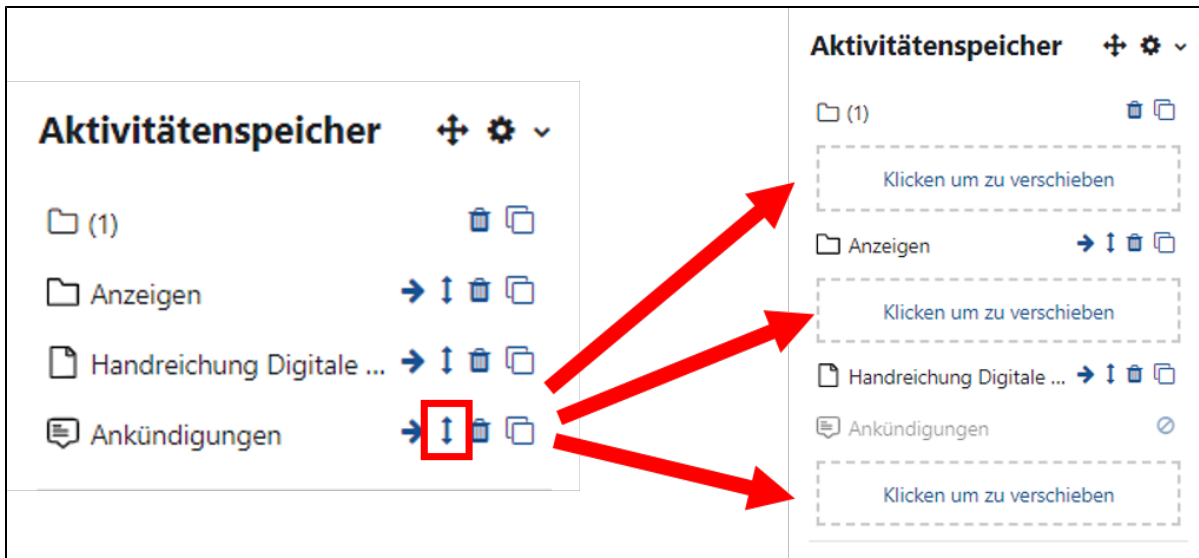 Aktivitätenspeicher
(1)
Anzeigen
Handreichung Digitale ...
Ankündigungen
Aktivitätenspeicher
(1)
Klicken um zu verschieben
Anzeigen
Klicken um zu verschieben
Handreichung Digitale ...
Ankündigungen
Klicken um zu verschieben